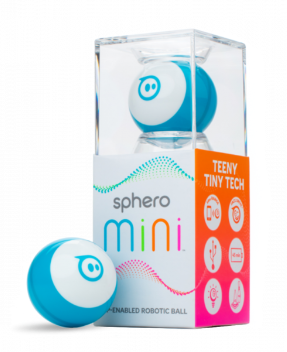 sphero
mini
TEENY
TINY TECH
-ENABLED ROBOTIC BALL